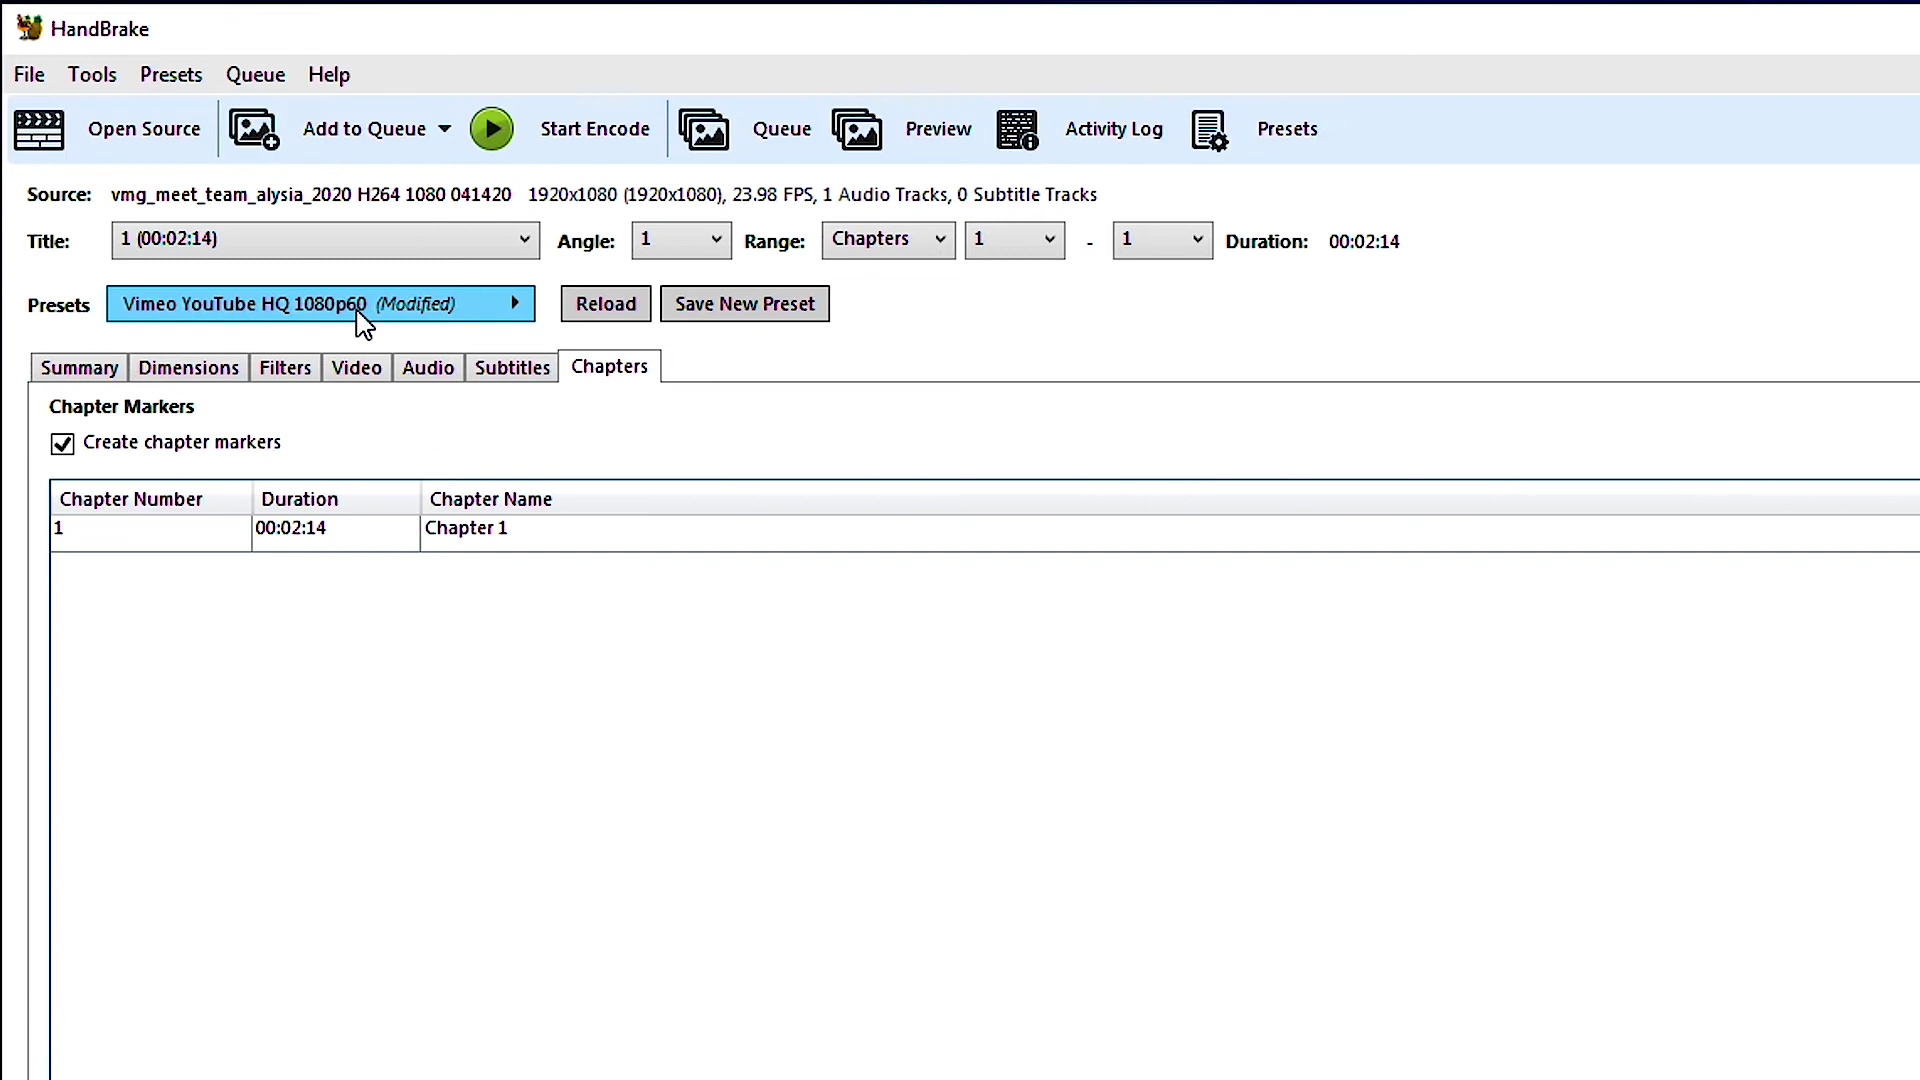 HandBrake
File Tools Presets Queue Help
Open Source Add to Queue Start Encode Queue Preview Activity Log Presets
Source: vmg_meet_team_alysia_2020 H264 1080 041420 1920x1080 (1920x1080), 23.98 FPS, 1 Audio Tracks, 0 Subtitle Tracks
Title: 1 (00:02:14) Angle: 1 Range: Chapters 1 - 1 Duration: 00:02:14
Presets Vimeo YouTube HQ 1080p60 (Modified) Reload Save New Preset
Summary Dimensions Filters Video Audio Subtitles Chapters
Chapter Markers
Create chapter markers
Chapter Number Duration Chapter Name
1 00:02:14 Chapter 1